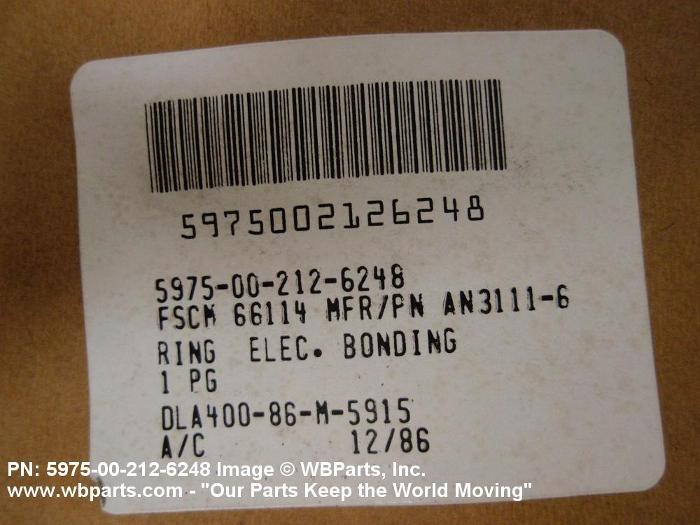 5975002126248
5975-00-212-6248
FSCM 66114 MFR/PN AN3111-6
RING ELEC. BONDING
1 PG
DLA400-86-M-5915
A/C 12/86
PN: 5975-00-212-6248 Image © WBParts, Inc.
www.wbparts.com - "Our Parts Keep the World Moving"